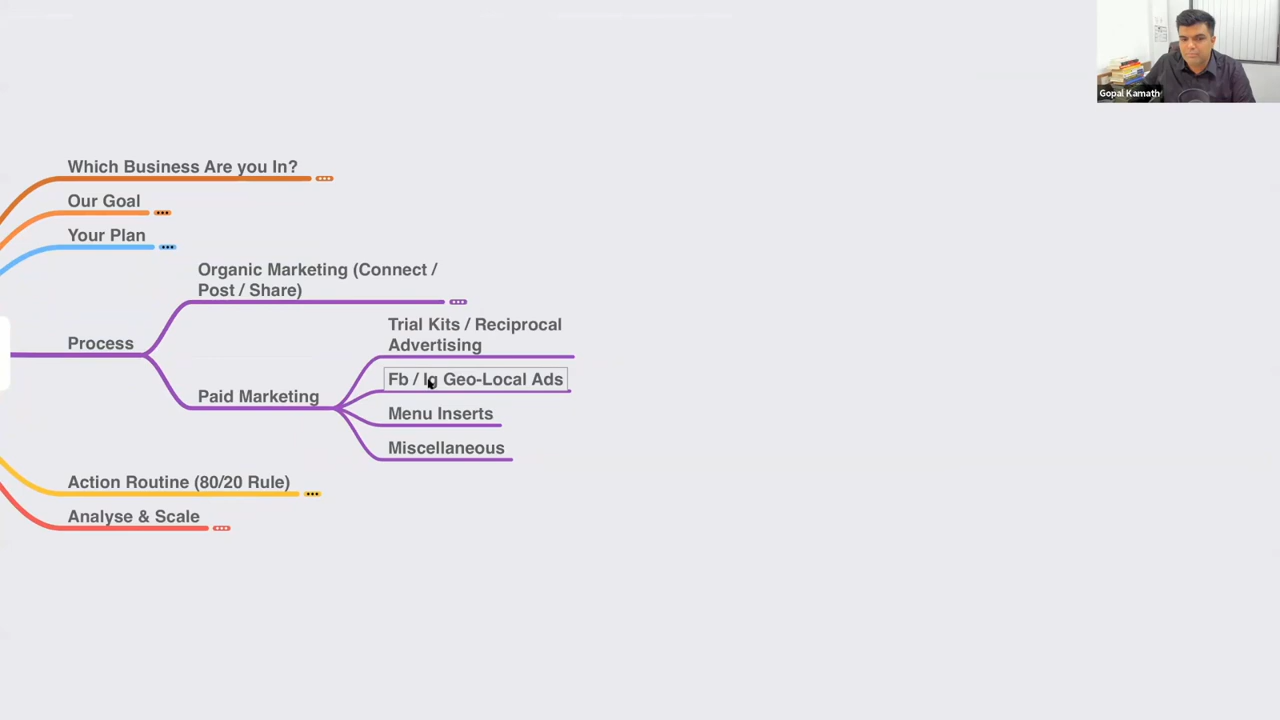 Gopal Kamath
Which Business Are you In?
Our Goal
Your Plan
Organic Marketing (Connect /
Post / Share)
Process
Trial Kits / Reciprocal
Advertising
Fb / Ig Geo-Local Ads
Paid Marketing
Menu Inserts
Miscellaneous
Action Routine (80/20 Rule)
Analyse & Scale